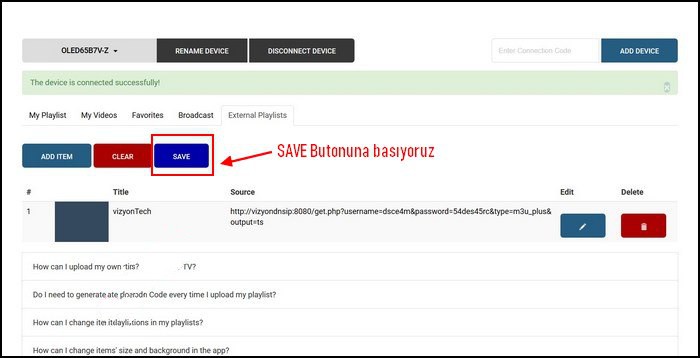 OLED65B7V-Z
RENAME DEVICE
DISCONNECT DEVICE
Enter Connection Code
ADD DEVICE
The device is connected successfully!
My Playlist
My Videos
Favorites
Broadcast
External Playlists
ADD ITEM
CLEAR
SAVE
SAVE Butonuna basıyoruz
# Title Source Edit Delete
1 vizyonTech http://vizyondnsip:8080/get.php?username=dsce4m&password=54des45rc&type=m3u_plus&
output=ts
How can I upload my own TV?
Do I need to generate Code every time I upload my playlist?
How can I change in my playlists?
How can I change items' size and background in the app?